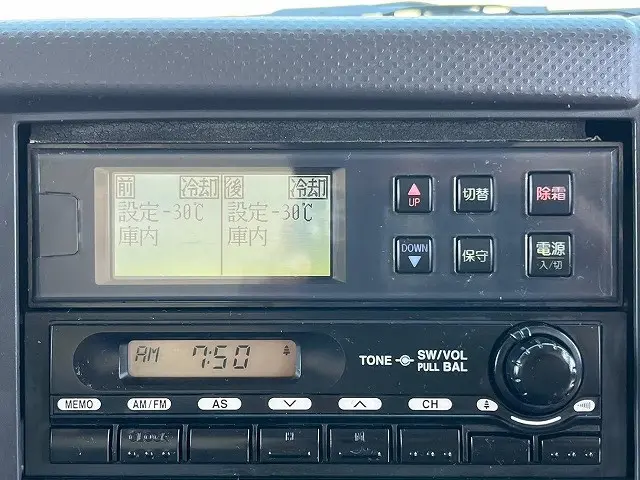 前 冷却 後 冷却
設定-30℃ 設定-30℃
庫内 庫内
UP 切替 除霜
DOWN 保守 電源
入/切
AM 7:50
TONE SW/VOL
PULL BAL
MEMO AM/FM AS CH